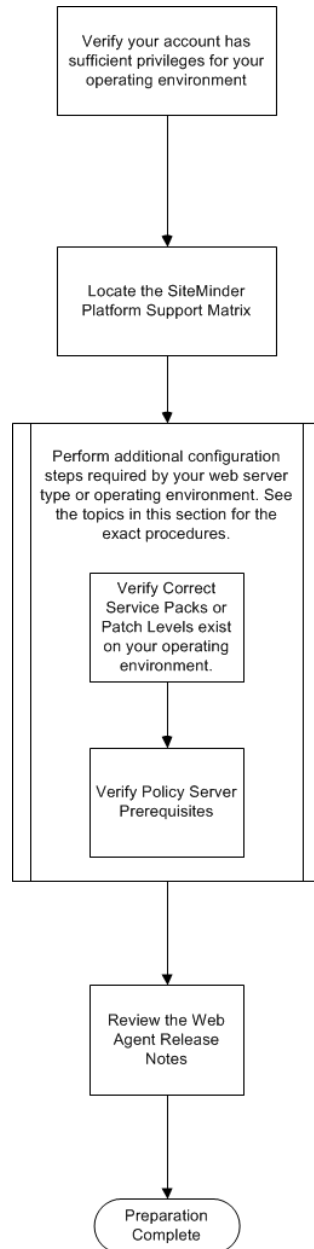 Verify your account has
sufficient privileges for your
operating environment
Locate the SiteMinder
Platform Support Matrix
Perform additional configuration
steps required by your web server
type or operating environment. See
the topics in this section for the
exact procedures.
Verify Correct
Service Packs or
Patch Levels exist
on your operating
environment.
Verify Policy Server
Prerequisites
Review the Web
Agent Release
Notes
Preparation
Complete